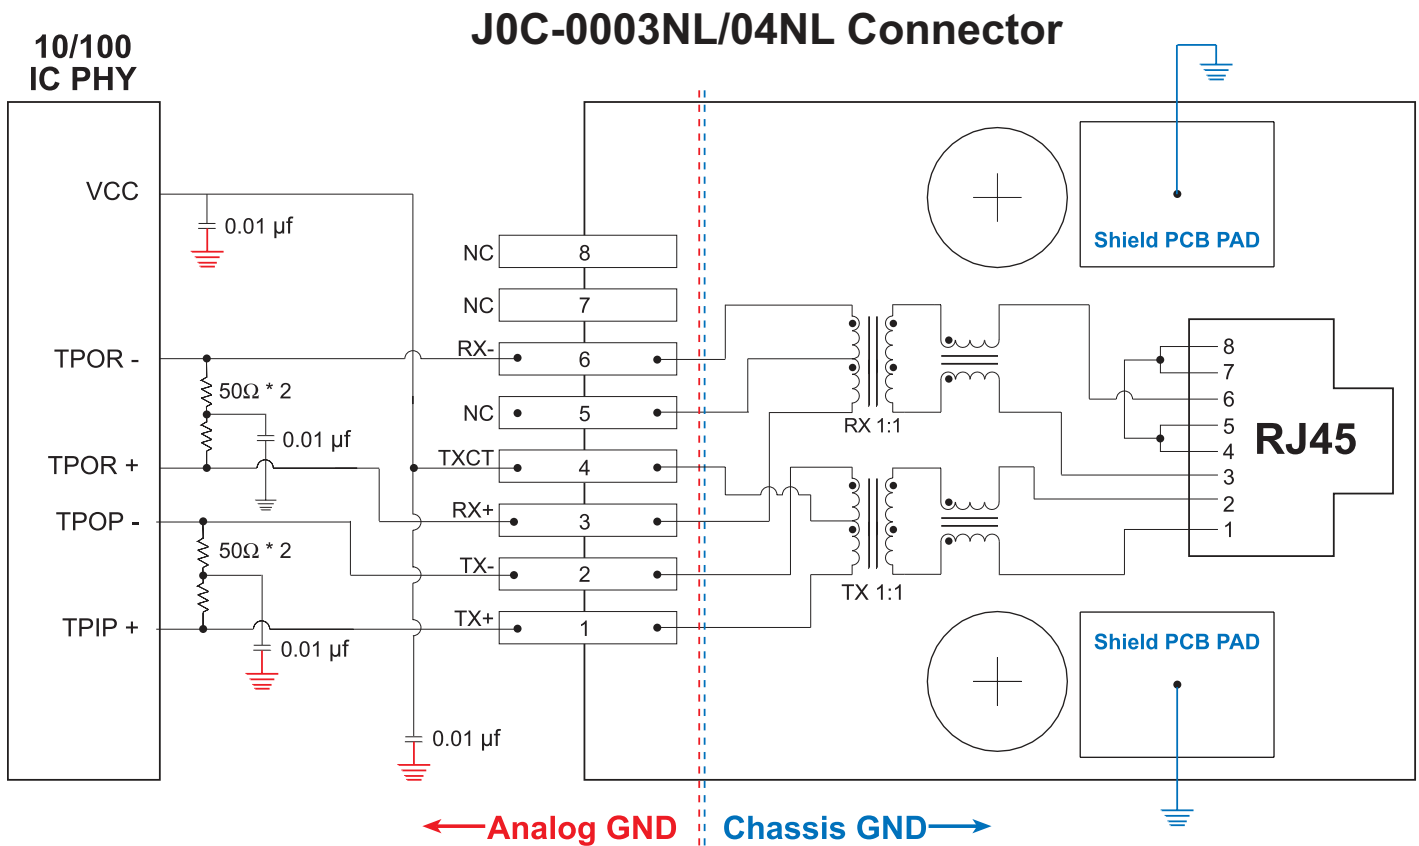 J0C-0003NL/04NL Connector
10/100
IC PHY
VCC
0.01 µf
Shield PCB PAD
NC
8
NC
7
TPOR -
RX-
6
50Ω * 2
NC
5
0.01 µf
RX 1:1
TPOR +
TXCT
4
TPOP -
RX+
3
50Ω * 2
TX-
2
TX 1:1
TPIP +
TX+
1
0.01 µf
8
7
6
5
4
3
2
1
RJ45
Shield PCB PAD
0.01 µf
Analog GND
Chassis GND